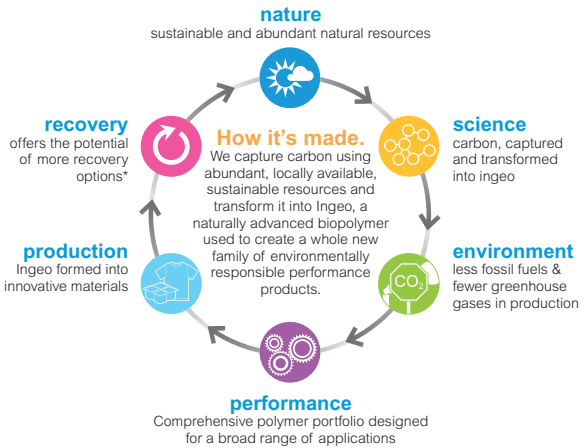 nature
sustainable and abundant natural resources
recovery
offers the potential
of more recovery
options*
How it's made.
We capture carbon using
abundant, locally available,
sustainable resources and
transform it into Ingeo, a
naturally advanced biopolymer
used to create a whole new
family of environmentally
responsible performance
products.
science
carbon, captured
and transformed
into ingeo
production
Ingeo formed into
innovative materials
environment
less fossil fuels &
fewer greenhouse
gases in production
CO₂
performance
Comprehensive polymer portfolio designed
for a broad range of applications